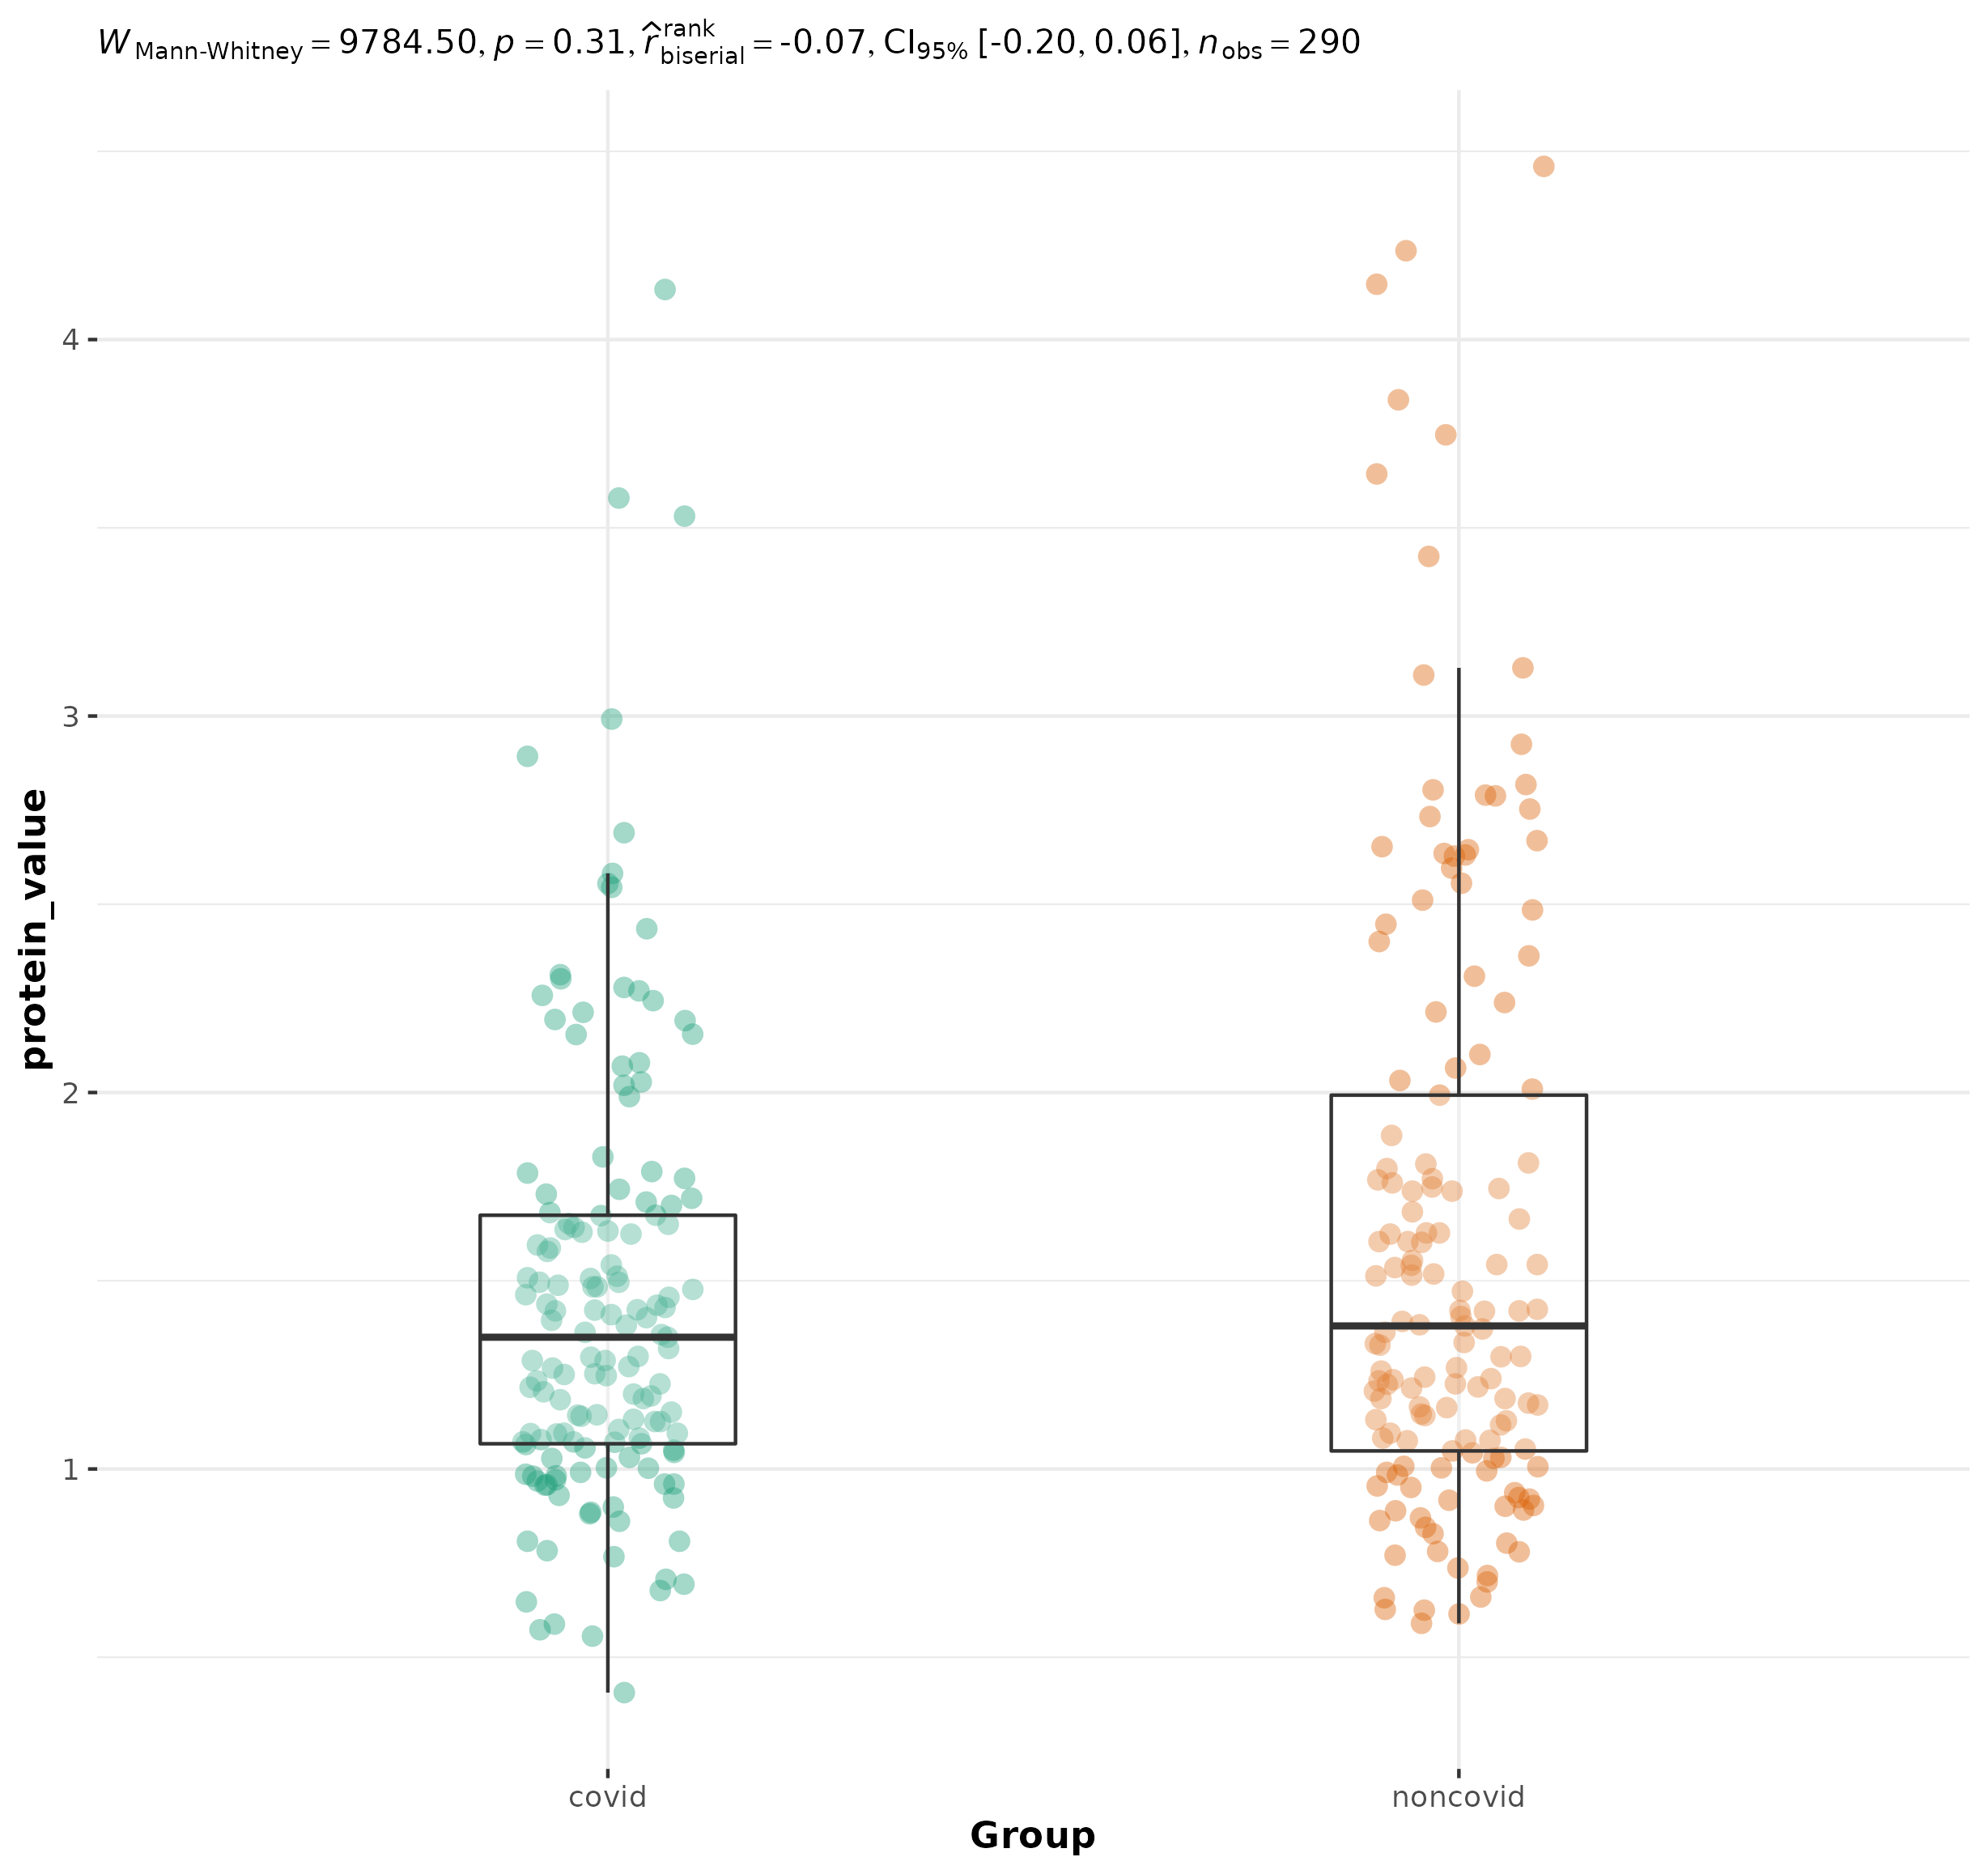 W Mann-Whitney = 9784.50, p = 0.31, r̂ rank biserial = -0.07, CI95% [-0.20, 0.06], nobs = 290
protein_value
4
3
2
1
covid noncovid
Group